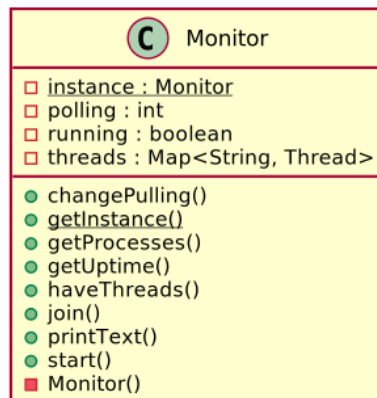 C Monitor
instance : Monitor
polling : int
running : boolean
threads : Map<String, Thread>
changePulling()
getInstance()
getProcesses()
getUptime()
haveThreads()
join()
printText()
start()
Monitor()